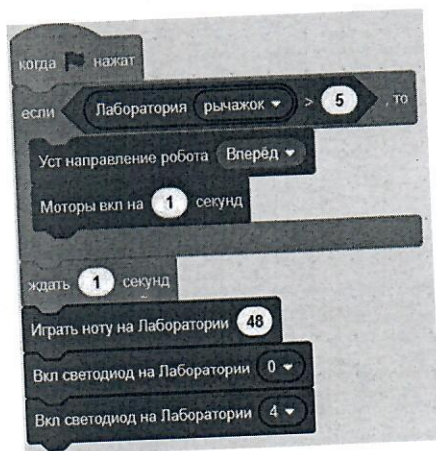 когда нажат
если Лаборатория рычажок > 5 , то
Уст направление робота Вперёд
Моторы вкл на 1 секунд
ждать 1 секунд
Играть ноту на Лаборатории 48
Вкл светодиод на Лаборатории 0
Вкл светодиод на Лаборатории 4